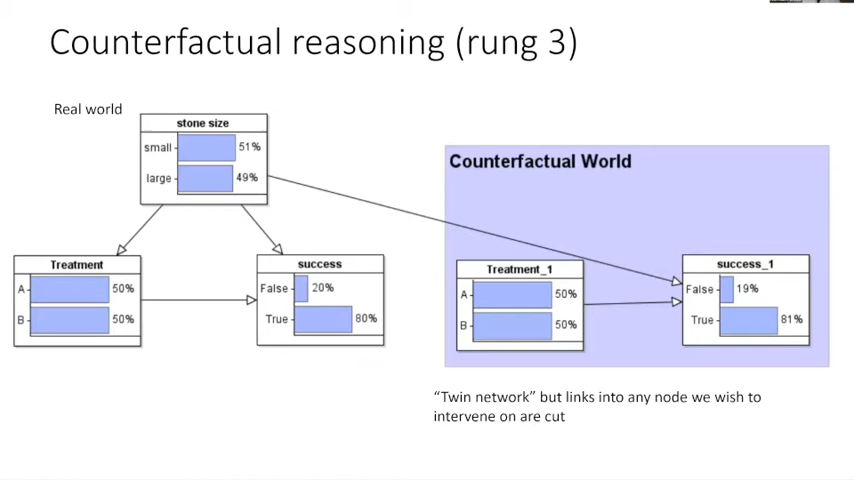 Counterfactual reasoning (rung 3)
Real world
stone size
small 51%
large 49%
Counterfactual World
Treatment
A 50%
B 50%
success
False 20%
True 80%
Treatment_1
A 50%
B 50%
success_1
False 19%
True 81%
“Twin network” but links into any node we wish to
intervene on are cut